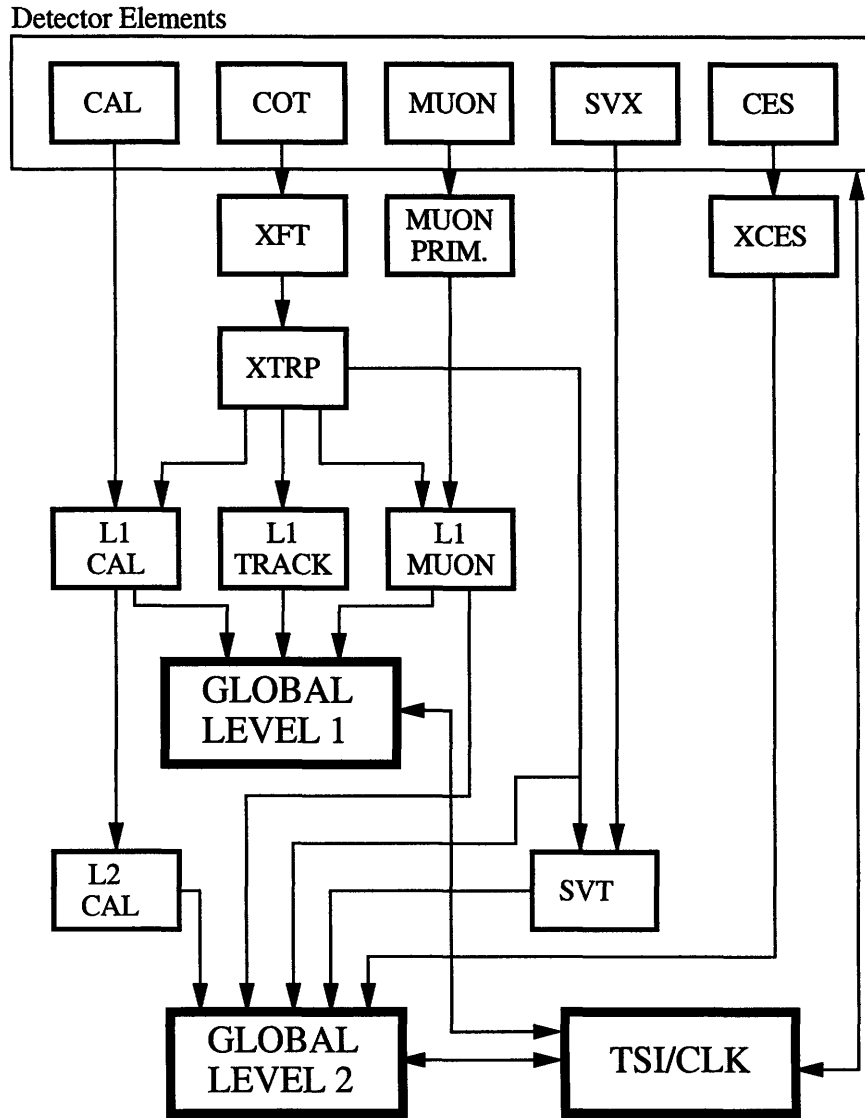 Detector Elements
CAL
COT
MUON
SVX
CES
XFT
MUON
PRIM.
XCES
XTRP
L1
CAL
L1
TRACK
L1
MUON
GLOBAL
LEVEL 1
L2
CAL
SVT
GLOBAL
LEVEL 2
TSI/CLK